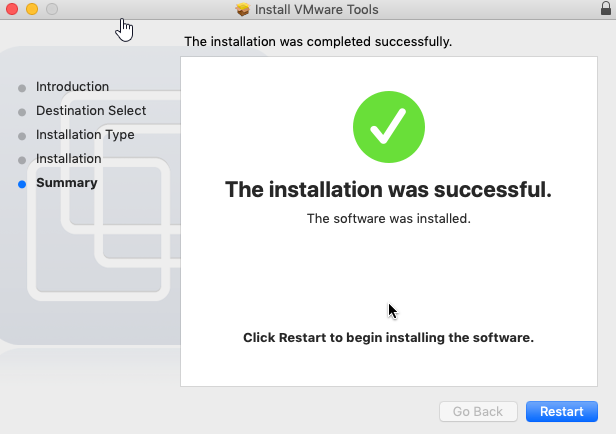 Install VMware Tools
The installation was completed successfully.
Introduction
Destination Select
Installation Type
Installation
Summary
The installation was successful.
The software was installed.
Click Restart to begin installing the software.
Go Back
Restart